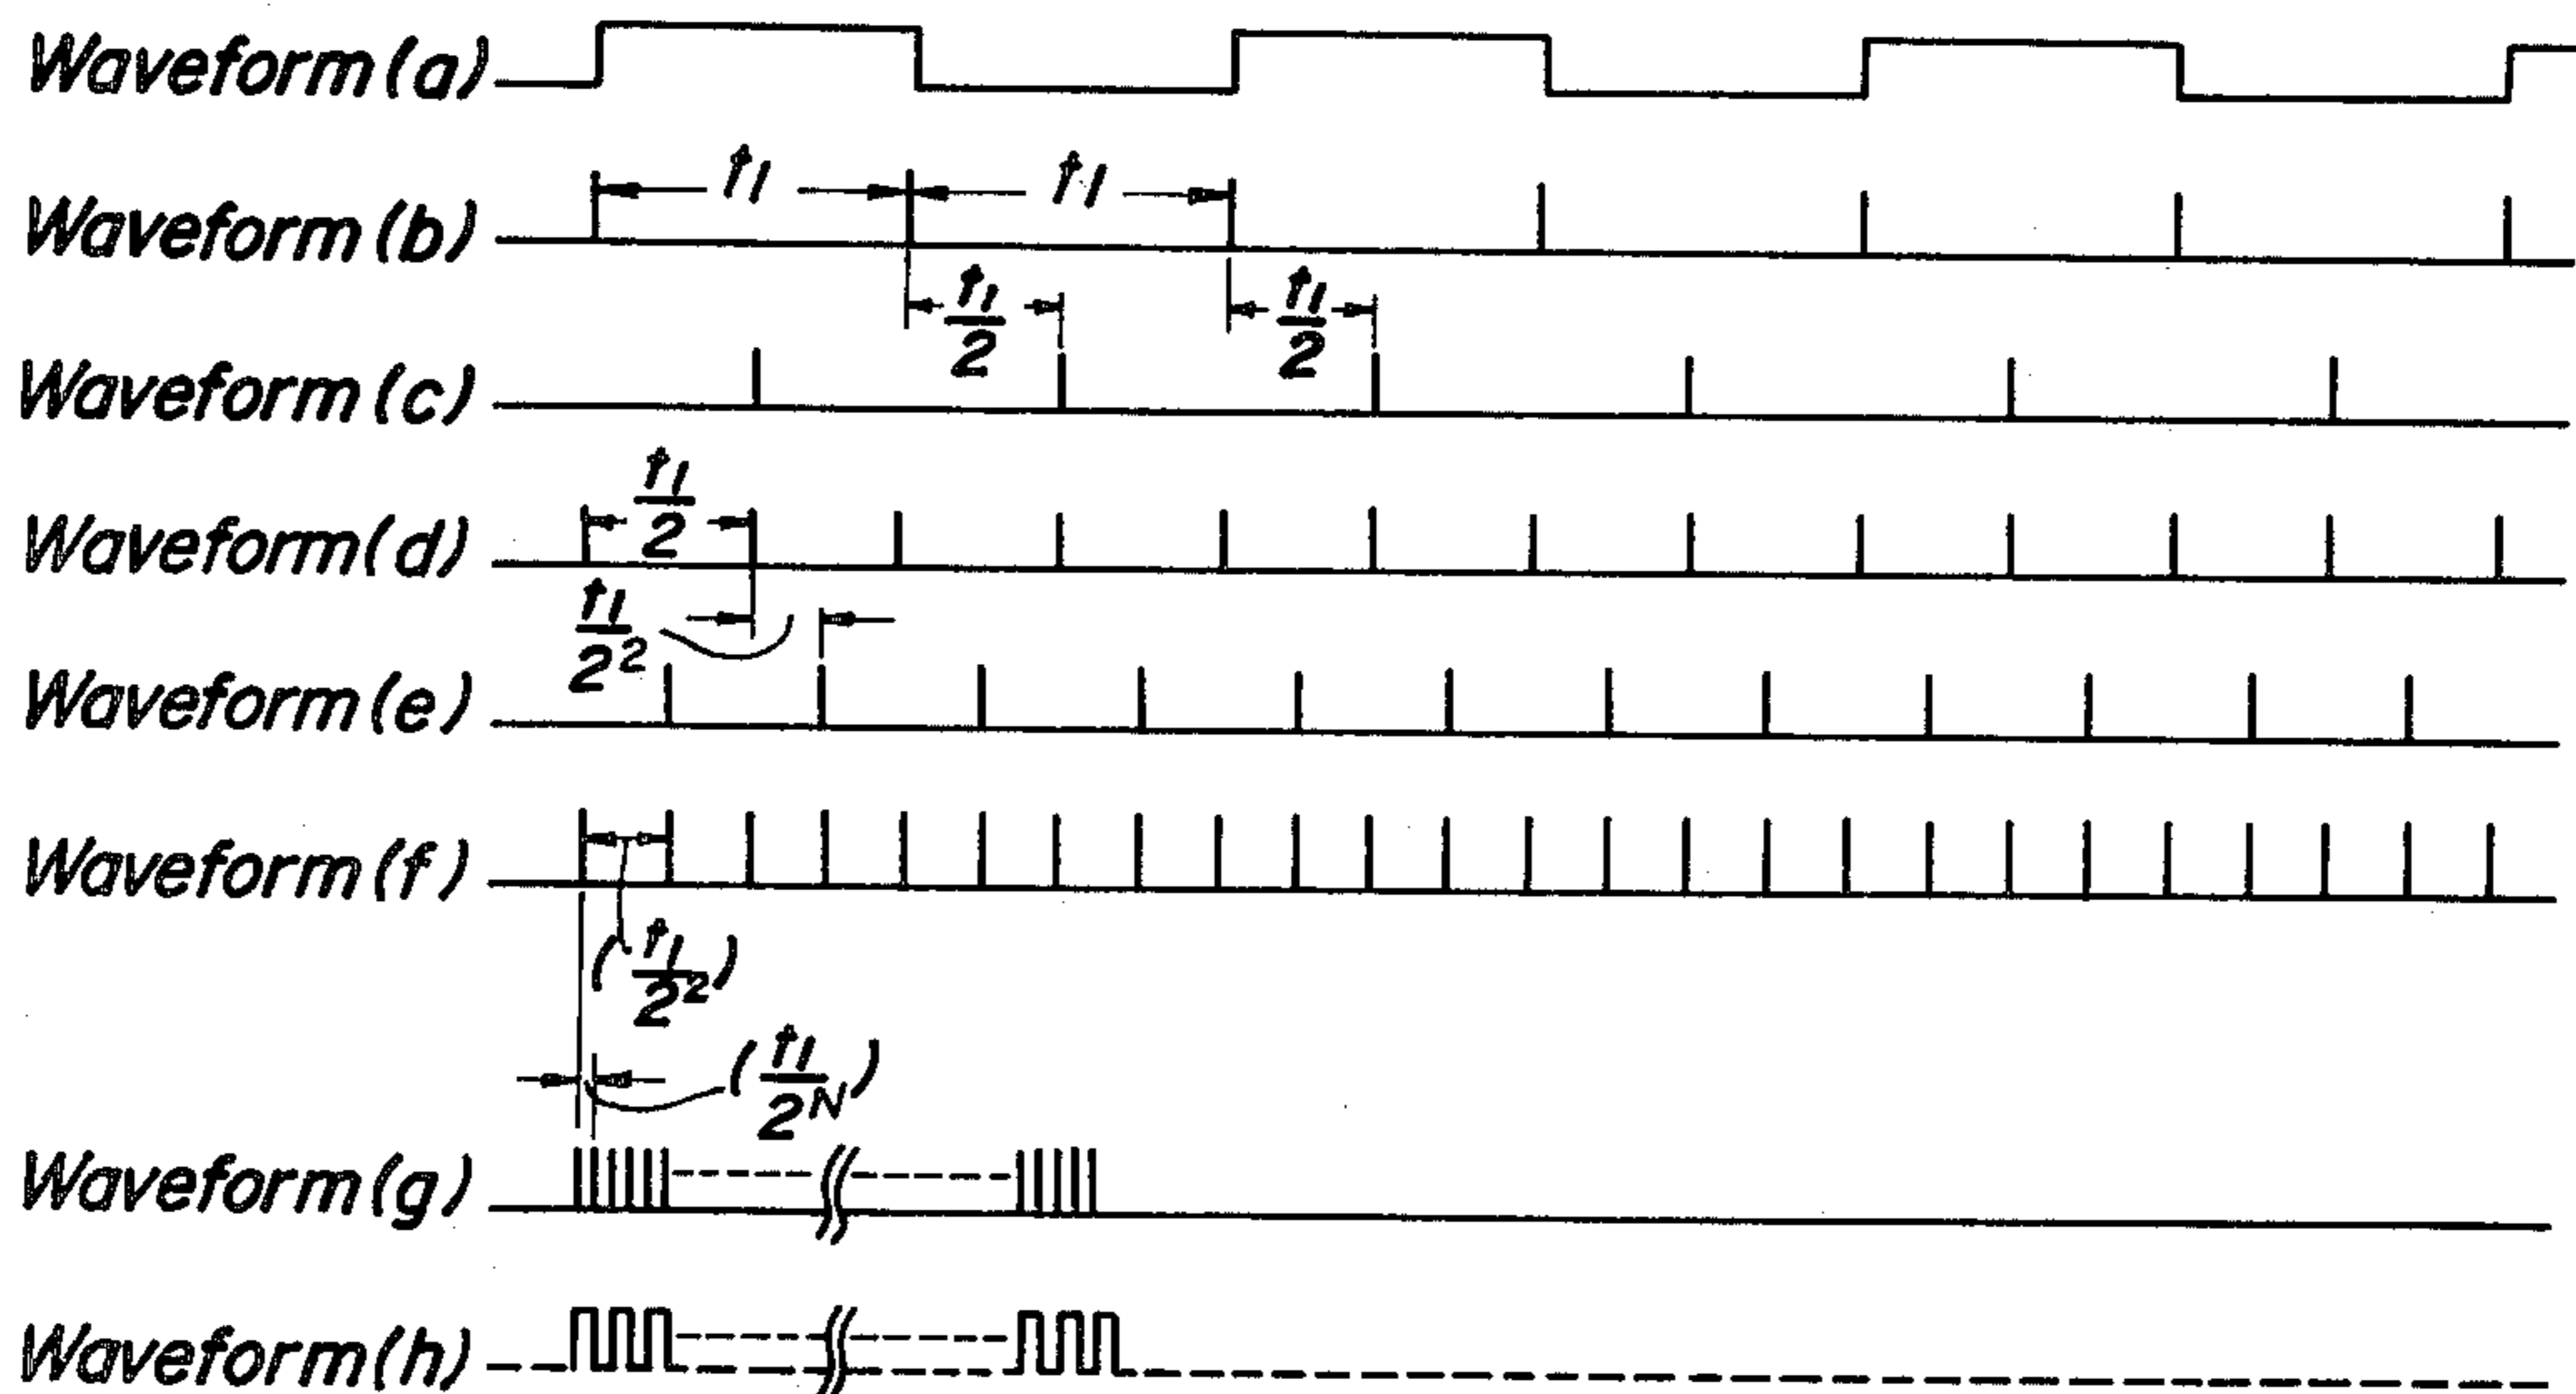 Waveform (a)
Waveform (b)
t1
t1
t1/2
t1/2
Waveform (c)
t1/2
Waveform (d)
t1/2²
Waveform (e)
Waveform (f)
(t1/2²)
(t1/2ᴺ)
Waveform (g)
Waveform (h)